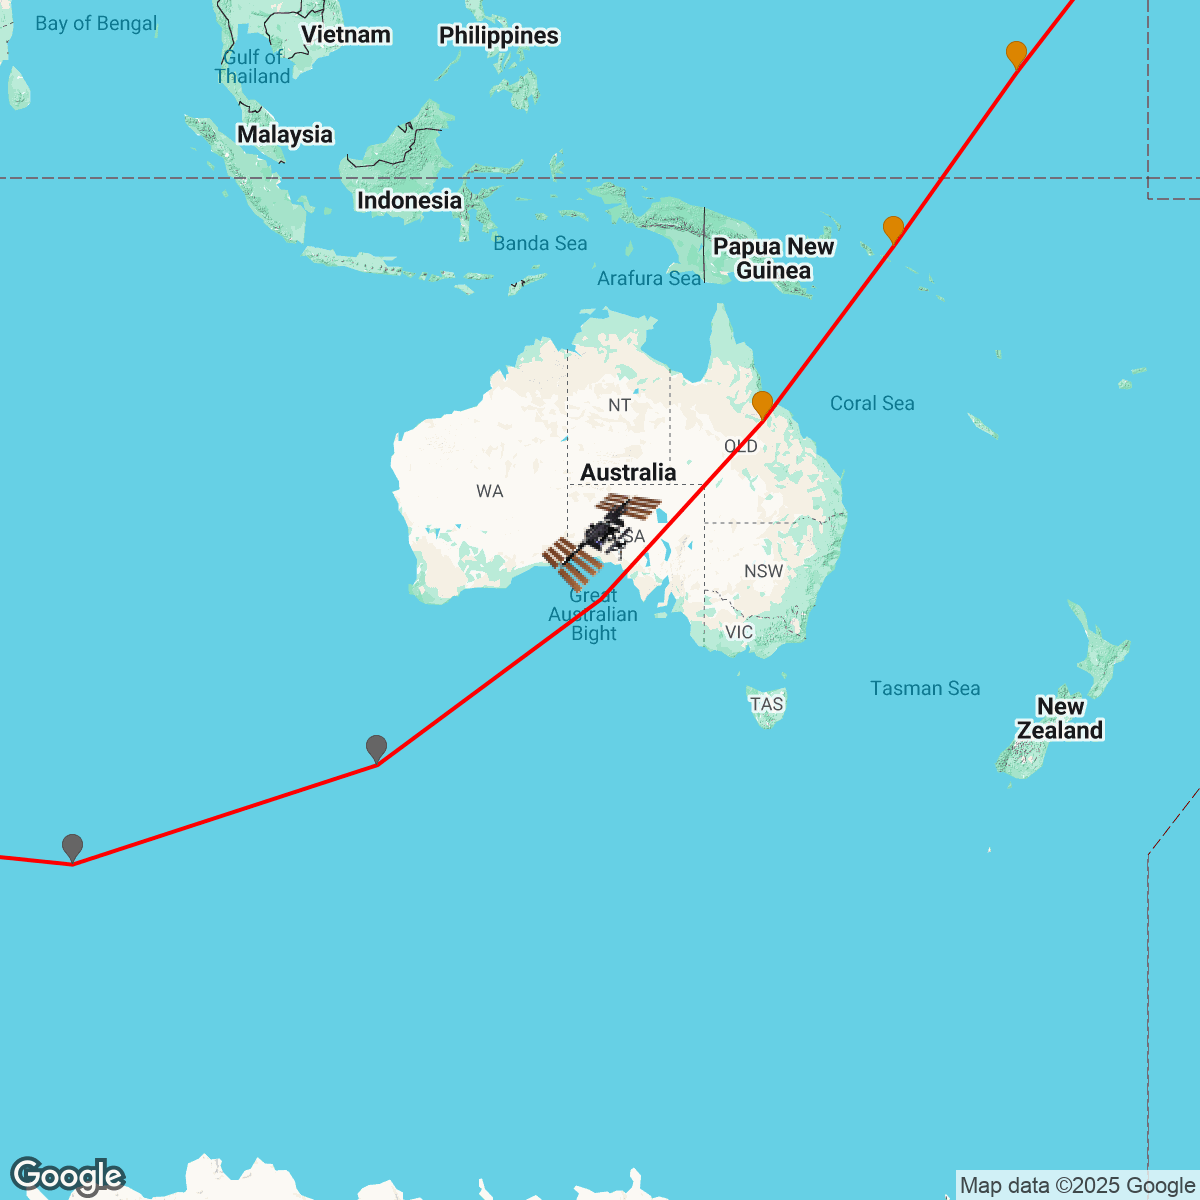 Bay of Bengal
Vietnam
Philippines
Gulf of
Thailand
Malaysia
Indonesia
Banda Sea
Papua New
Guinea
Arafura Sea
NT
Coral Sea
QLD
Australia
WA
SA
NSW
Great
Australian
Bight
VIC
Tasman Sea
TAS
New
Zealand
Google
Map data ©2025 Google